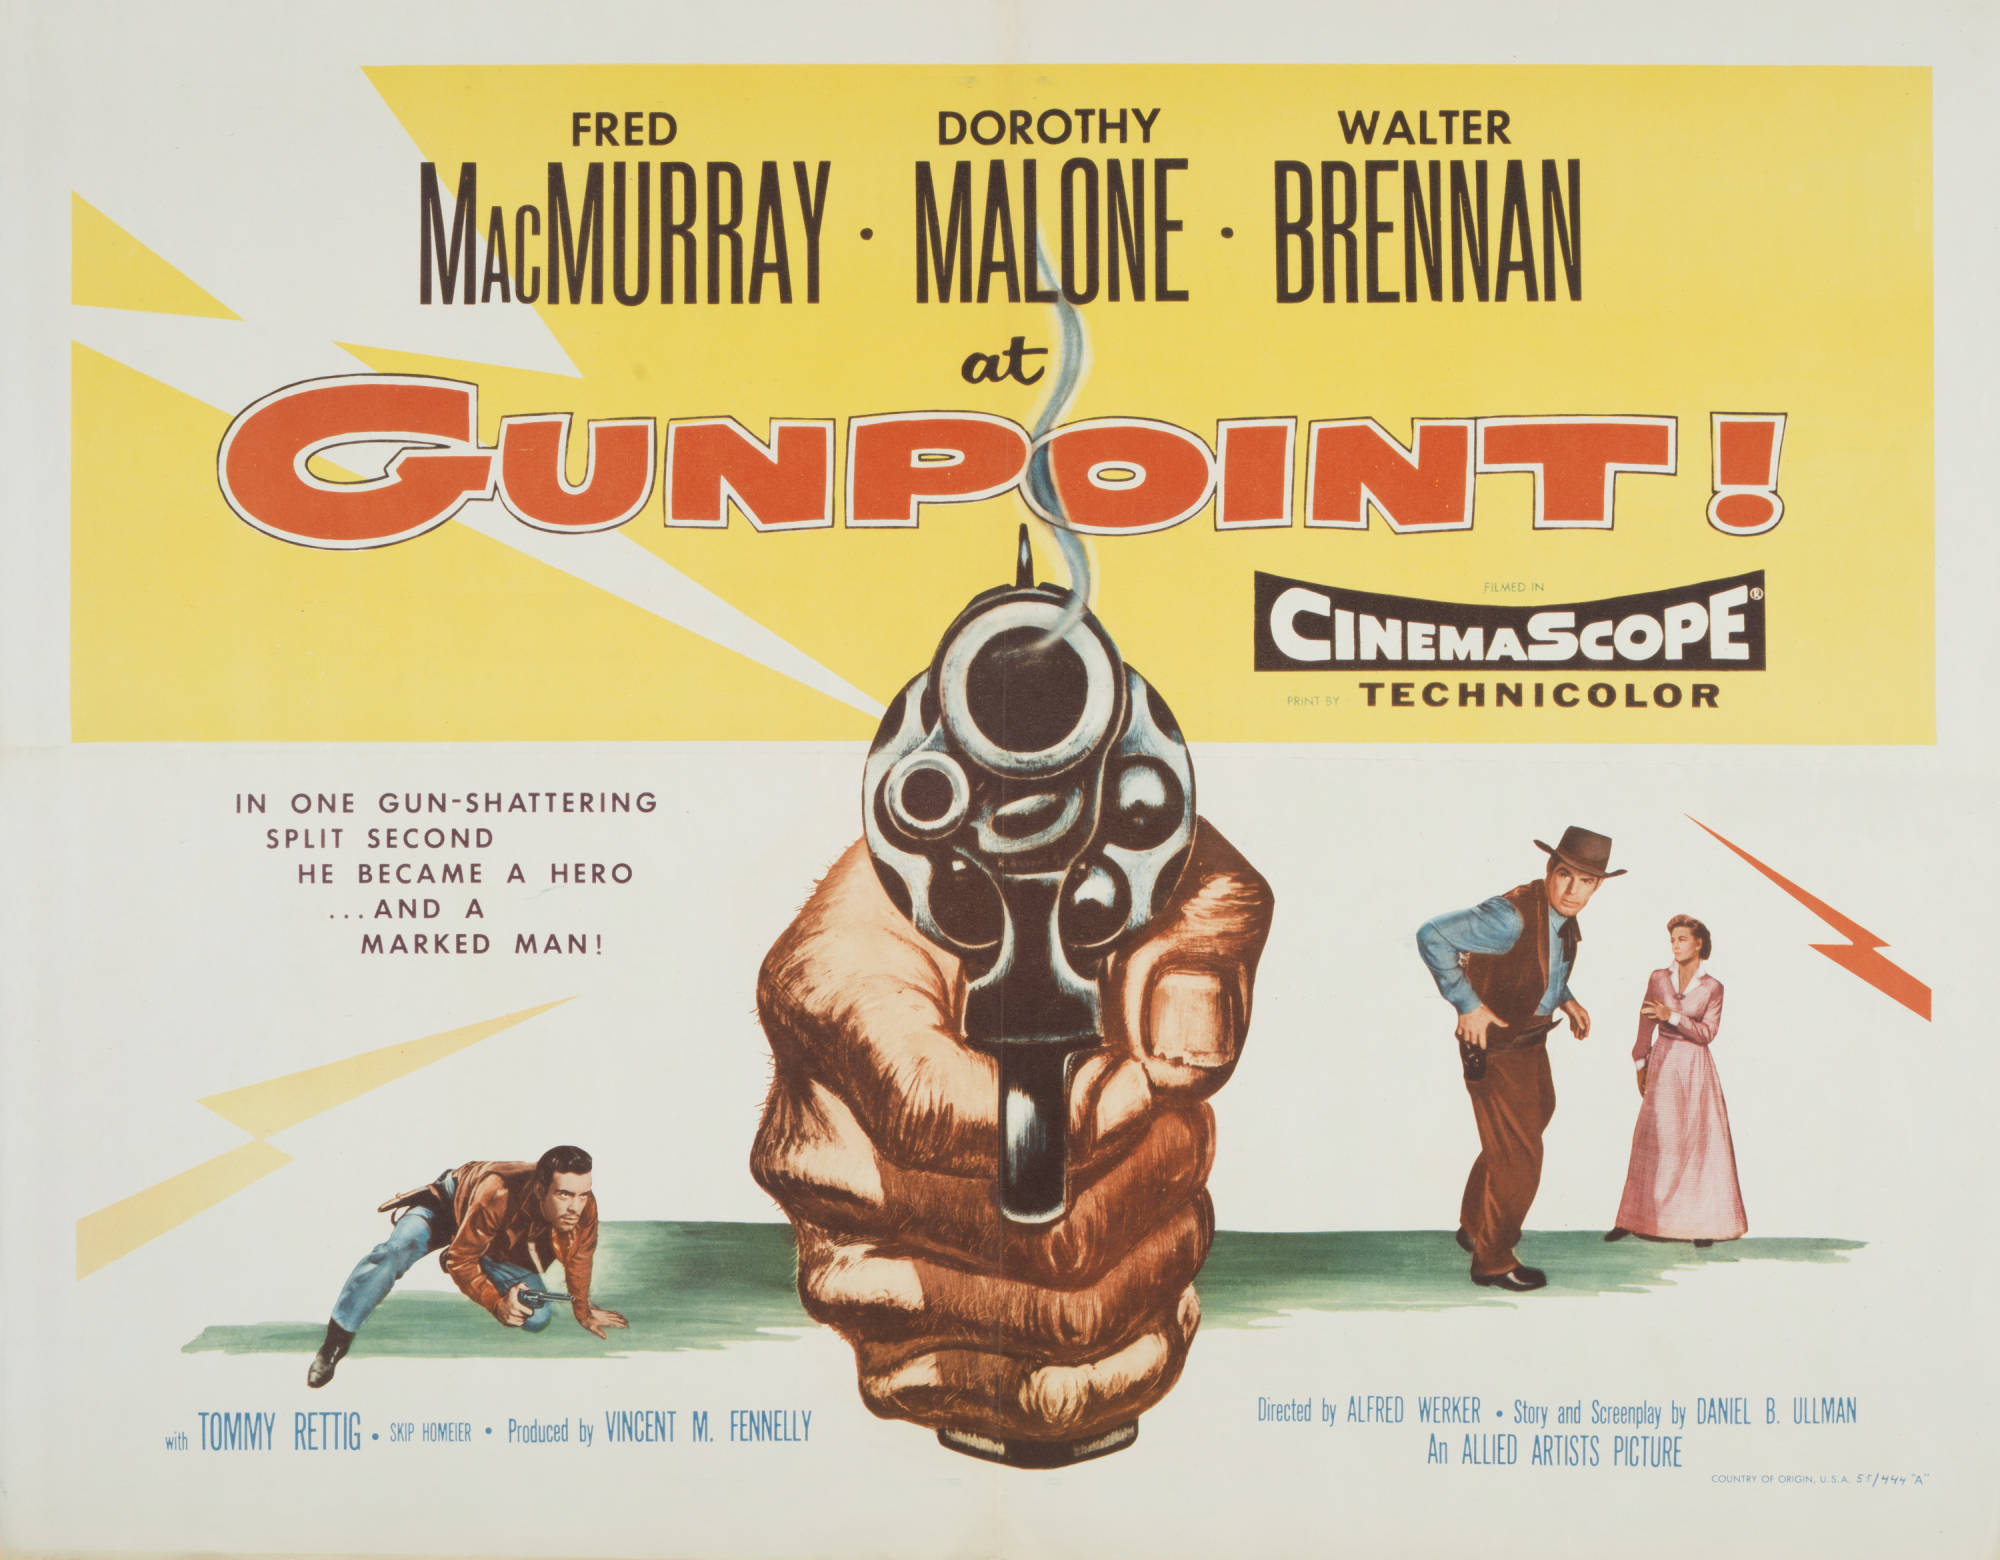 FRED DOROTHY WALTER
MacMURRAY · MALONE · BRENNAN
at
GUNPOINT!
FILMED IN
CINEMASCOPE®
PRINT BY TECHNICOLOR
IN ONE GUN-SHATTERING
SPLIT SECOND
HE BECAME A HERO
...AND A
MARKED MAN!
with TOMMY RETTIG • SKIP HOMEIER • Produced by VINCENT M. FENNELLY
Directed by ALFRED WERKER • Story and Screenplay by DANIEL B. ULLMAN
An ALLIED ARTISTS PICTURE
COUNTRY OF ORIGIN, U.S.A. 55/444 "A"